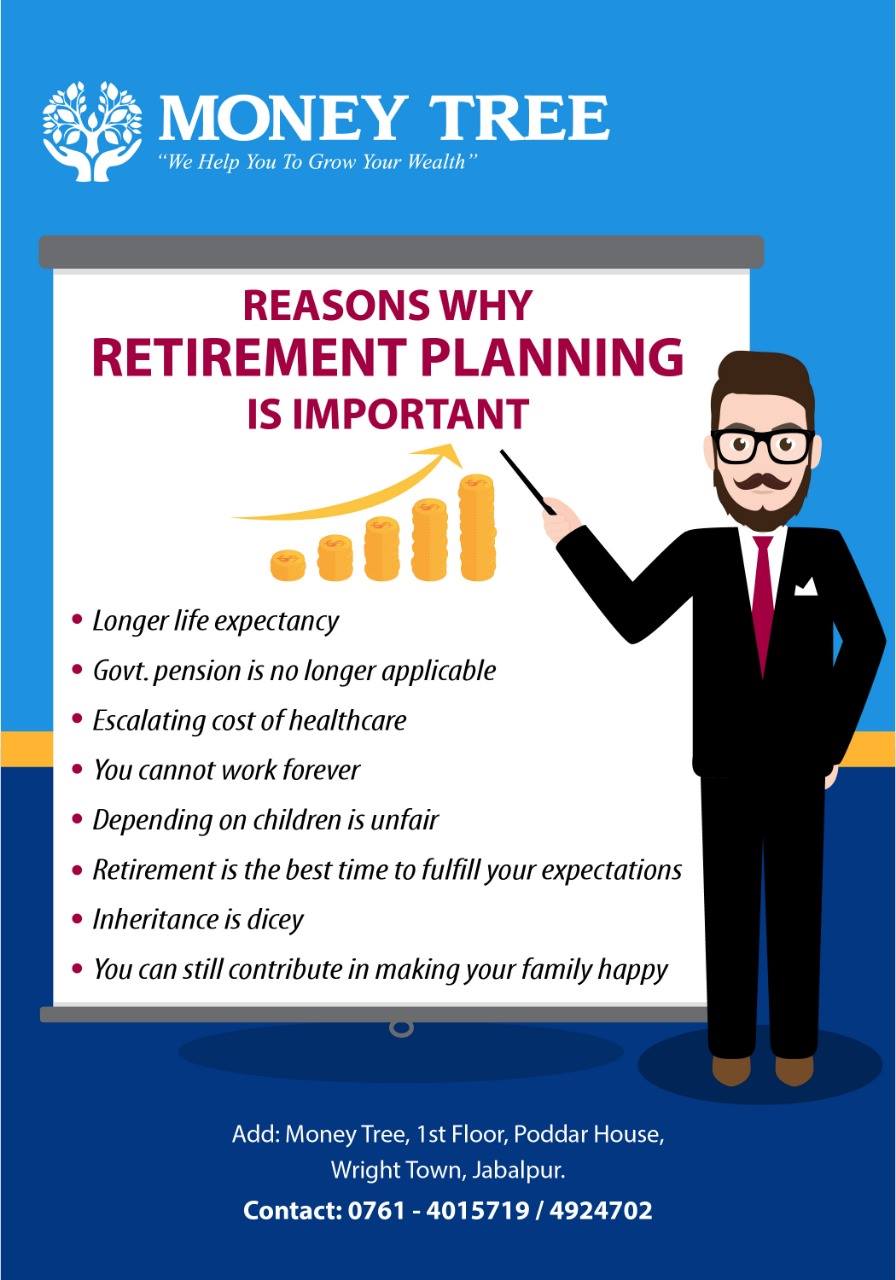 MONEY TREE
“We Help You To Grow Your Wealth”
REASONS WHY
RETIREMENT PLANNING
IS IMPORTANT
• Longer life expectancy
• Govt. pension is no longer applicable
• Escalating cost of healthcare
• You cannot work forever
• Depending on children is unfair
• Retirement is the best time to fulfill your expectations
• Inheritance is dicey
• You can still contribute in making your family happy
Add: Money Tree, 1st Floor, Poddar House,
Wright Town, Jabalpur.
Contact: 0761 - 4015719 / 4924702